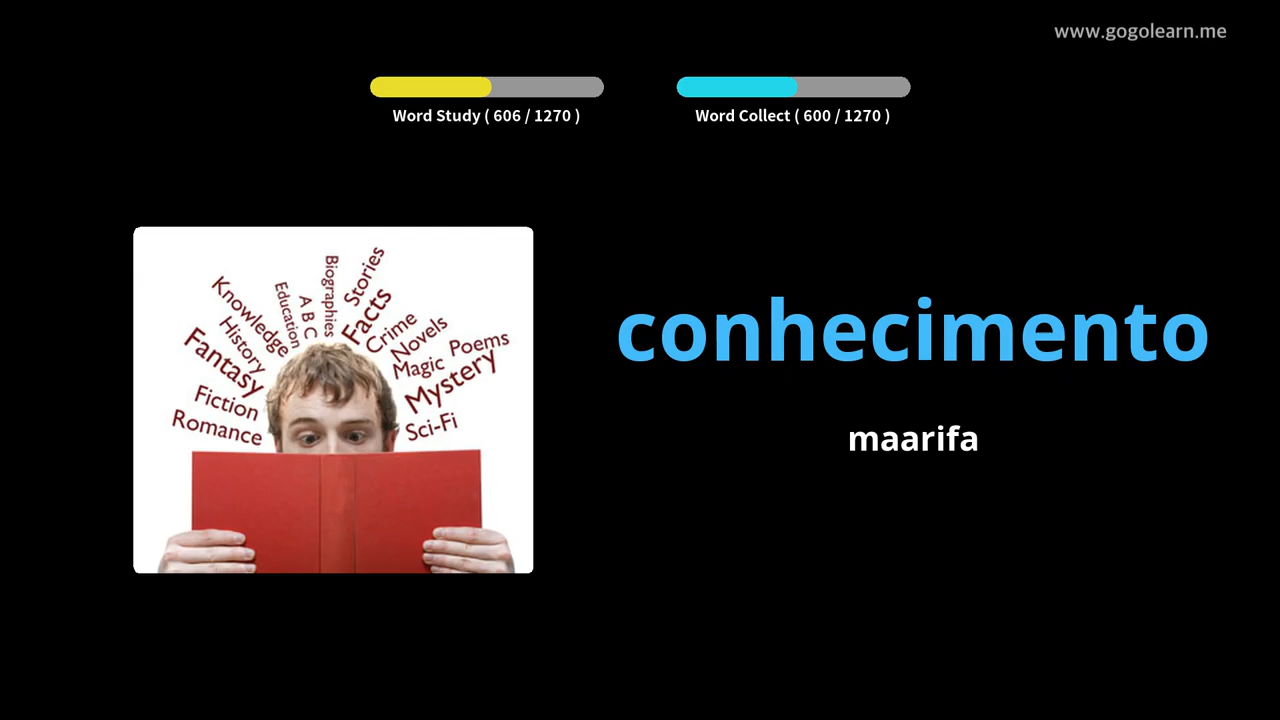 www.gogolearn.me
Word Study ( 606 / 1270 )
Word Collect ( 600 / 1270 )
Knowledge
Education
A B C
Biographies
Stories
Facts
History
Crime
Novels
Fantasy
Magic
Poems
Mystery
Fiction
Romance
Sci-Fi
conhecimento
maarifa